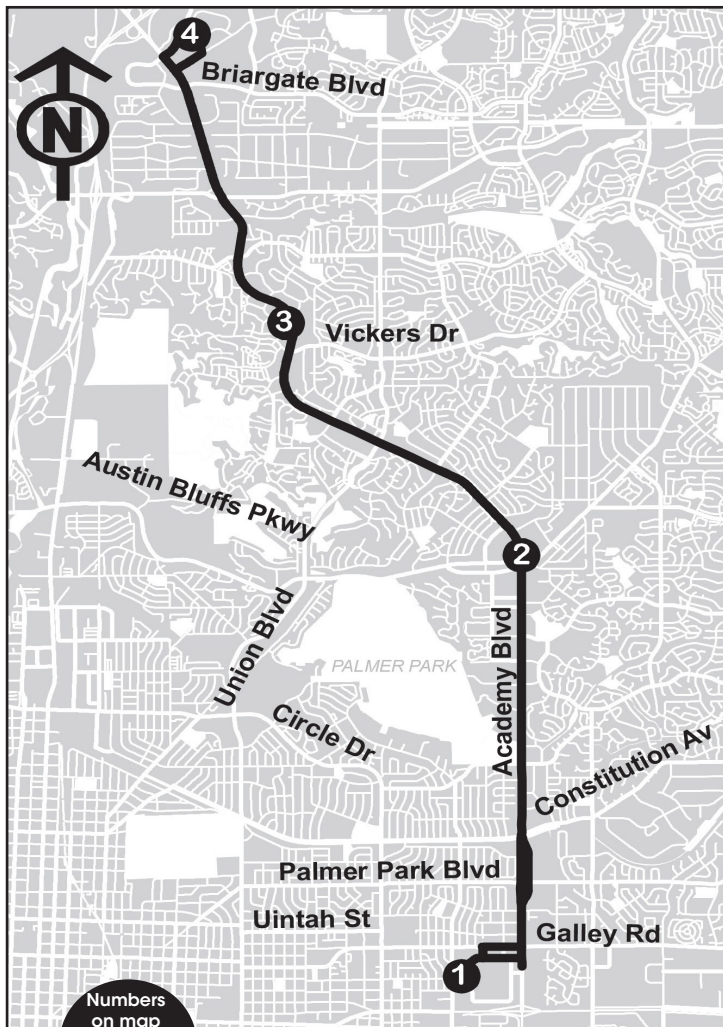 4
Briargate Blvd
N
3
Vickers Dr
Austin Bluffs Pkwy
2
Union Blvd
PALMER PARK
Academy Blvd
Circle Dr
Constitution Av
Palmer Park Blvd
Uintah St
Galley Rd
1
Numbers
on map